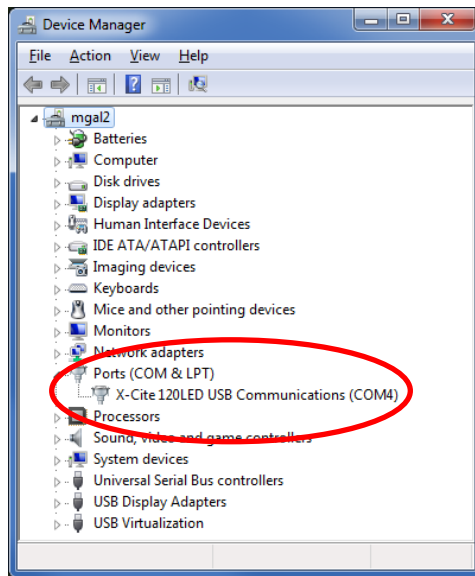 Device Manager
File Action View Help
mgal2
Batteries
Computer
Disk drives
Display adapters
Human Interface Devices
IDE ATA/ATAPI controllers
Imaging devices
Keyboards
Mice and other pointing devices
Monitors
Network adapters
Ports (COM & LPT)
X-Cite 120LED USB Communications (COM4)
Processors
Sound, video and game controllers
System devices
Universal Serial Bus controllers
USB Display Adapters
USB Virtualization